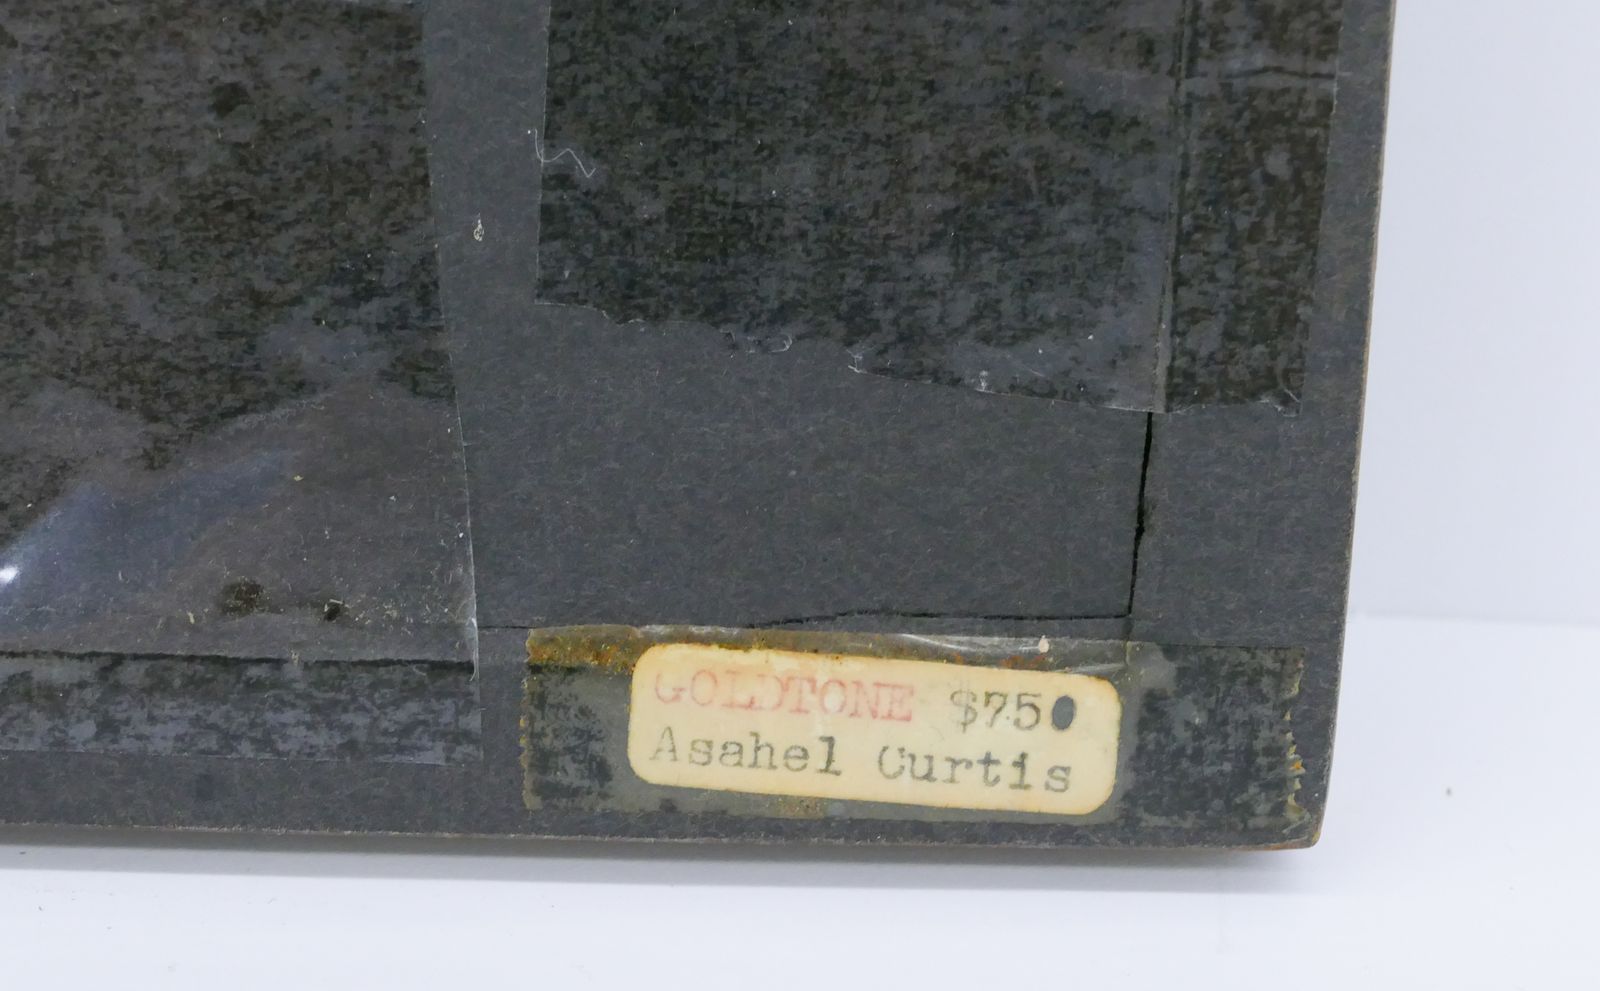 GOLDTONE $750
Asahel Curtis